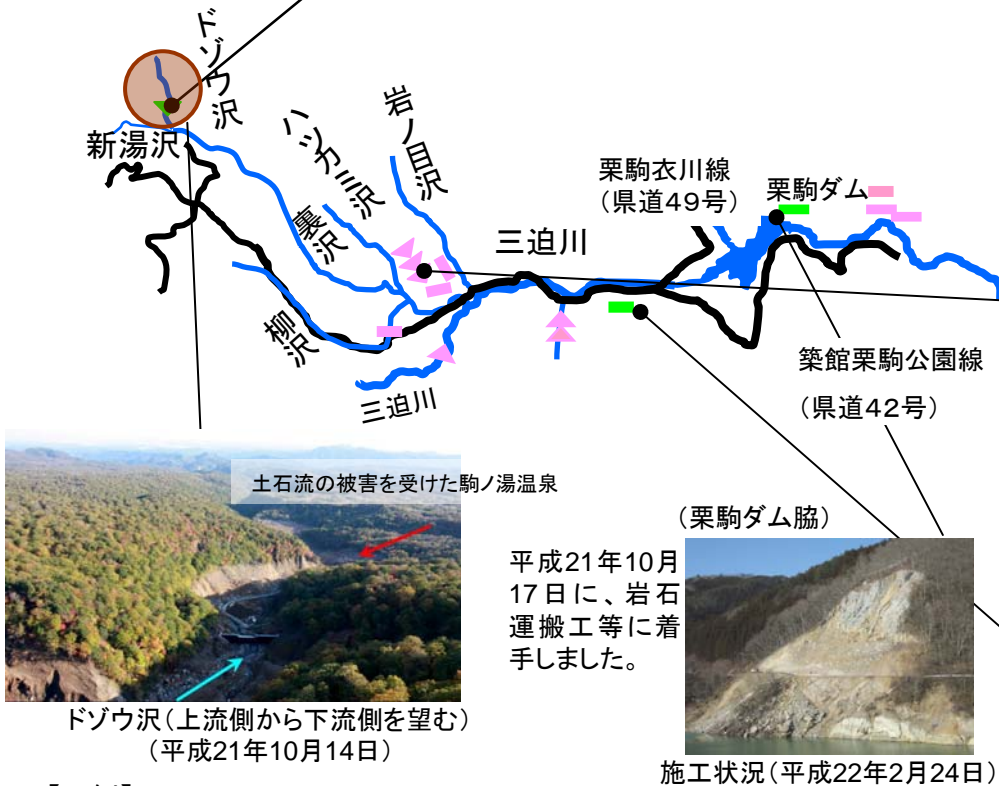 ドゾウ沢
新湯沢
ハツカニ沢
岩ノ目沢
裏沢
栗駒衣川線
（県道４９号）
栗駒ダム
三迫川
柳沢
三迫川
築館栗駒公園線
（県道４２号）
土石流の被害を受けた駒ノ湯温泉
（栗駒ダム脇）
平成21年10月
17日に、岩石
運搬工等に着
手しました。
ドゾウ沢（上流側から下流側を望む）
（平成21年10月14日）
施工状況（平成22年2月24日）